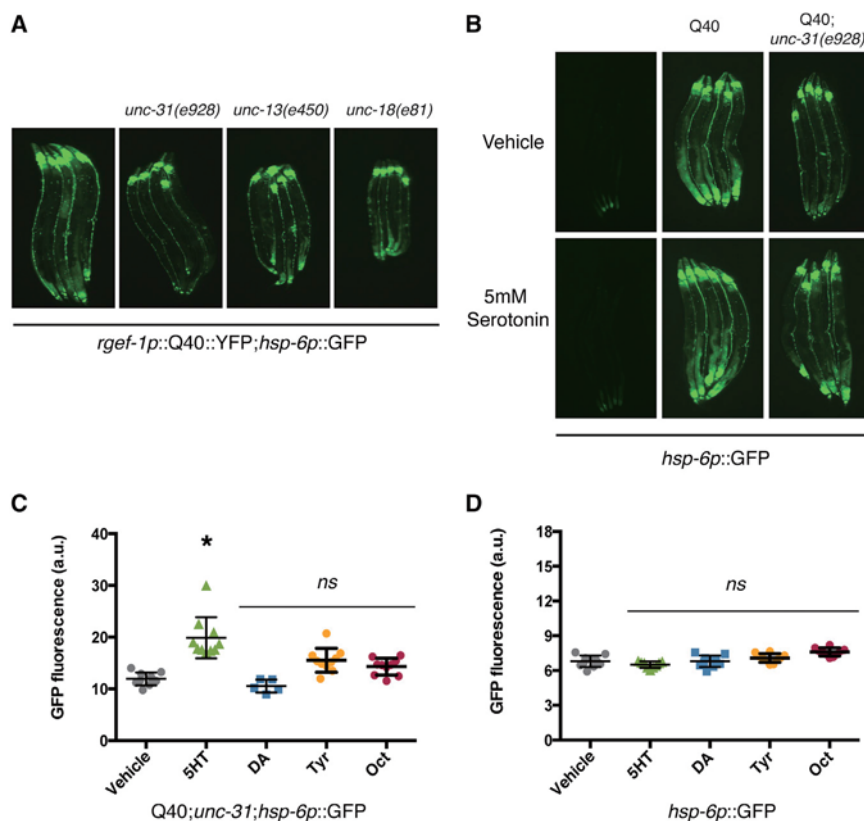 A
unc-31(e928) unc-13(e450) unc-18(e81)
rgef-1p::Q40::YFP;hsp-6p::GFP
B
Q40
Q40;
unc-31(e928)
Vehicle
5mM
Serotonin
hsp-6p::GFP
C
GFP fluorescence (a.u.)
40
30
20
10
0
*
ns
Vehicle
5HT
DA
Tyr
Oct
Q40;unc-31;hsp-6p::GFP
D
GFP fluorescence (a.u.)
18
15
12
9
6
3
0
ns
Vehicle
5HT
DA
Tyr
Oct
hsp-6p::GFP